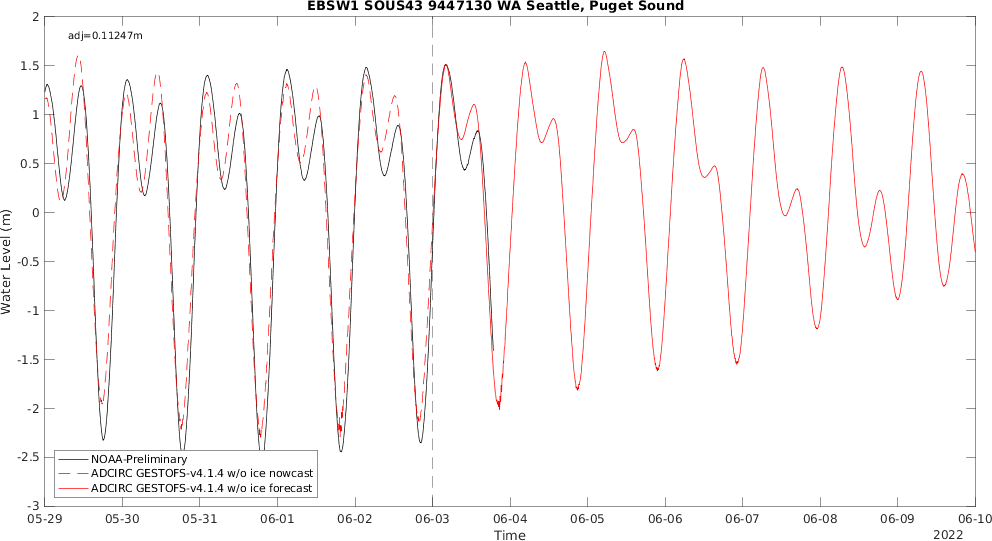 EBSW1 SOUS43 9447130 WA Seattle, Puget Sound
adj=0.11247m
Water Level (m)
2
1.5
1
0.5
0
-0.5
-1
-1.5
-2
-2.5
-3
NOAA-Preliminary
ADCIRC GESTOFS-v4.1.4 w/o ice nowcast
ADCIRC GESTOFS-v4.1.4 w/o ice forecast
05-29 05-30 05-31 06-01 06-02 06-03 06-04 06-05 06-06 06-07 06-08 06-09 06-10
Time
2022